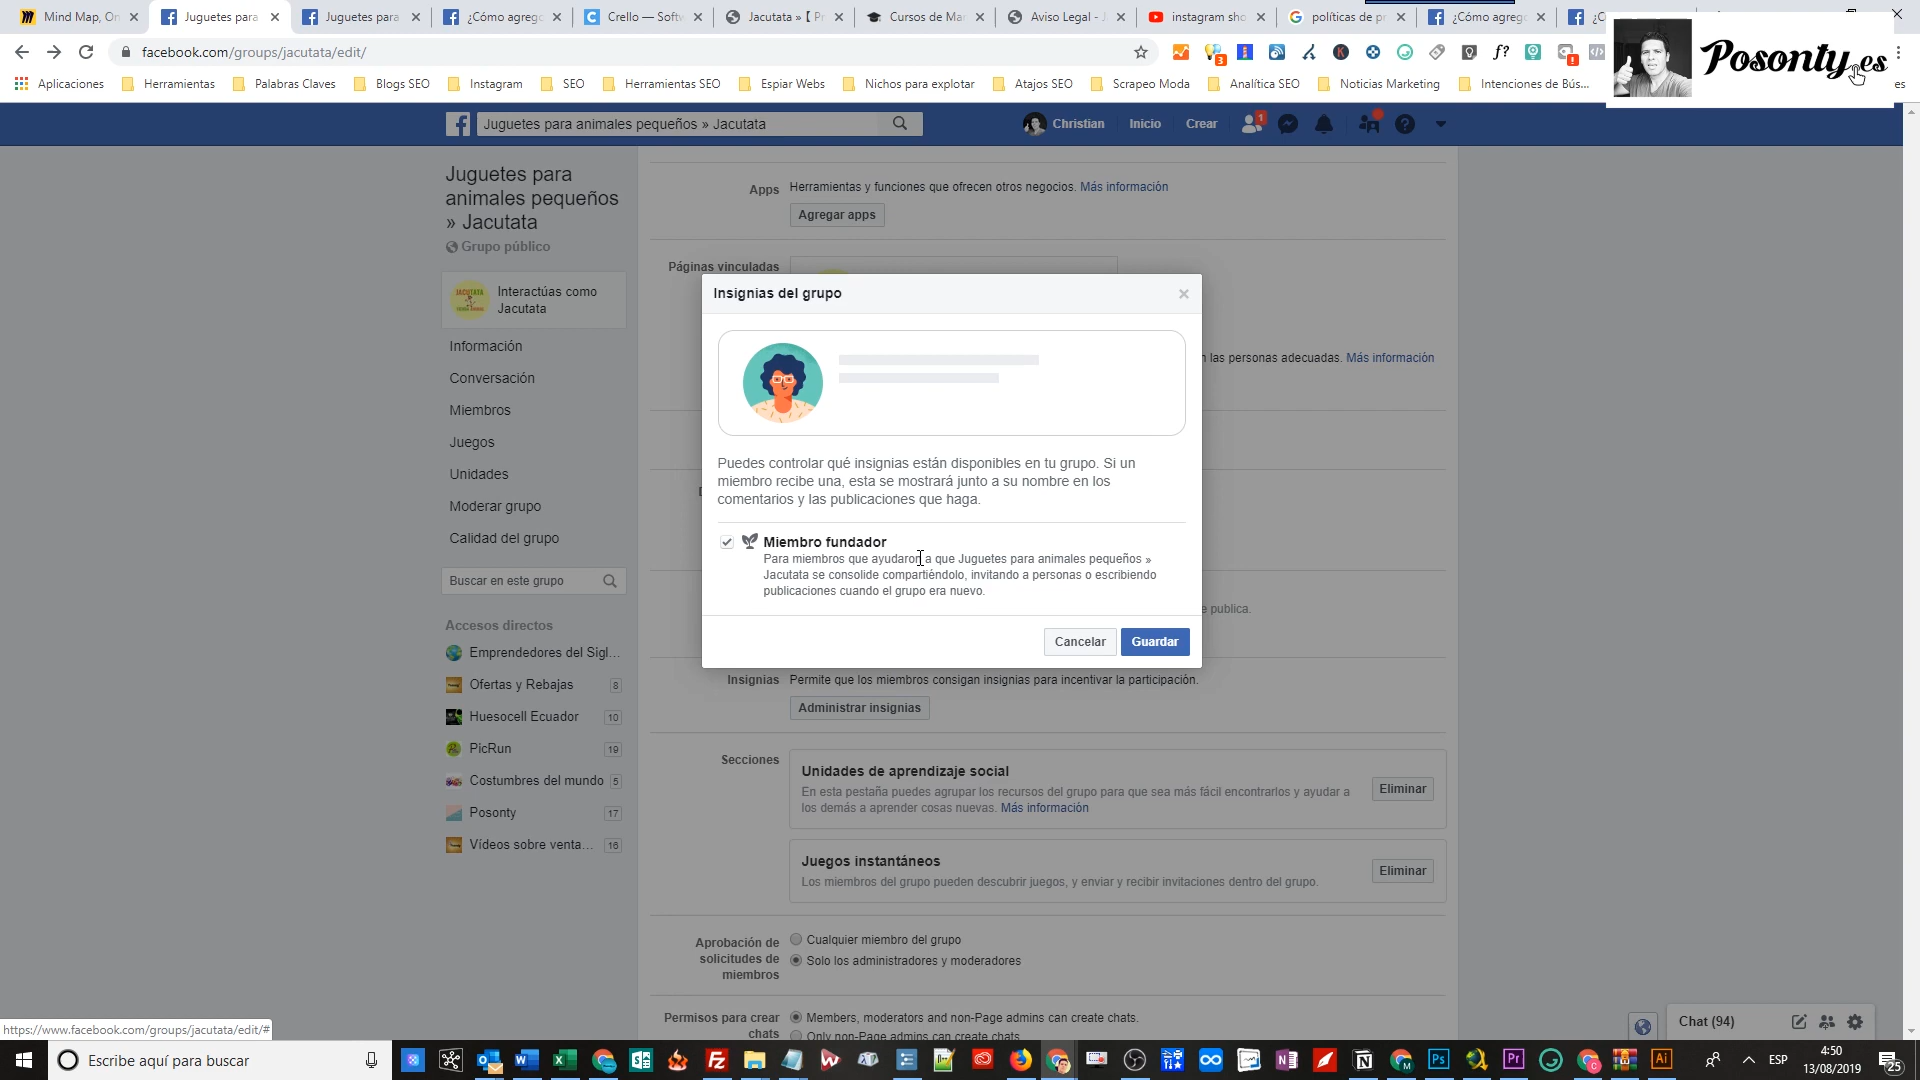 Mind Map, On
Juguetes para
Juguetes para
¿Cómo agrego
Crello — Softw
Jacutata » 【 Pr
Cursos de Mar
Aviso Legal - J
instagram sho
políticas de pr
¿Cómo agrego
facebook.com/groups/jacutata/edit/
Posonty.es
Aplicaciones
Herramientas
Palabras Claves
Blogs SEO
Instagram
SEO
Herramientas SEO
Espiar Webs
Nichos para explotar
Atajos SEO
Scrapeo Moda
Analítica SEO
Noticias Marketing
Intenciones de Bús...
Juguetes para animales pequeños » Jacutata
Christian
Inicio
Crear
1
Juguetes para
animales pequeños
» Jacutata
Grupo público
Interactúas como
Jacutata
Información
Conversación
Miembros
Juegos
Unidades
Moderar grupo
Calidad del grupo
Buscar en este grupo
Accesos directos
Emprendedores del Sigl...
Ofertas y Rebajas 8
Huesocell Ecuador 10
PicRun 19
Costumbres del mundo 5
Posonty 17
Vídeos sobre venta... 16
Apps
Herramientas y funciones que ofrecen otros negocios. Más información
Agregar apps
Páginas vinculadas
las personas adecuadas. Más información
e publica.
Insignias del grupo
Puedes controlar qué insignias están disponibles en tu grupo. Si un
miembro recibe una, esta se mostrará junto a su nombre en los
comentarios y las publicaciones que haga.
Miembro fundador
Para miembros que ayudaron a que Juguetes para animales pequeños »
Jacutata se consolide compartiéndolo, invitando a personas o escribiendo
publicaciones cuando el grupo era nuevo.
Cancelar
Guardar
Insignias
Permite que los miembros consigan insignias para incentivar la participación.
Administrar insignias
Secciones
Unidades de aprendizaje social
En esta pestaña puedes agrupar los recursos del grupo para que sea más fácil encontrarlos y ayudar a
los demás a aprender cosas nuevas. Más información
Eliminar
Juegos instantáneos
Los miembros del grupo pueden descubrir juegos, y enviar y recibir invitaciones dentro del grupo.
Eliminar
Aprobación de
solicitudes de
miembros
Cualquier miembro del grupo
Solo los administradores y moderadores
Permisos para crear
chats
Members, moderators and non-Page admins can create chats.
Only non-Page admins can create chats.
Chat (94)
https://www.facebook.com/groups/jacutata/edit/#
Escribe aquí para buscar
ESP
4:50
13/08/2019
25